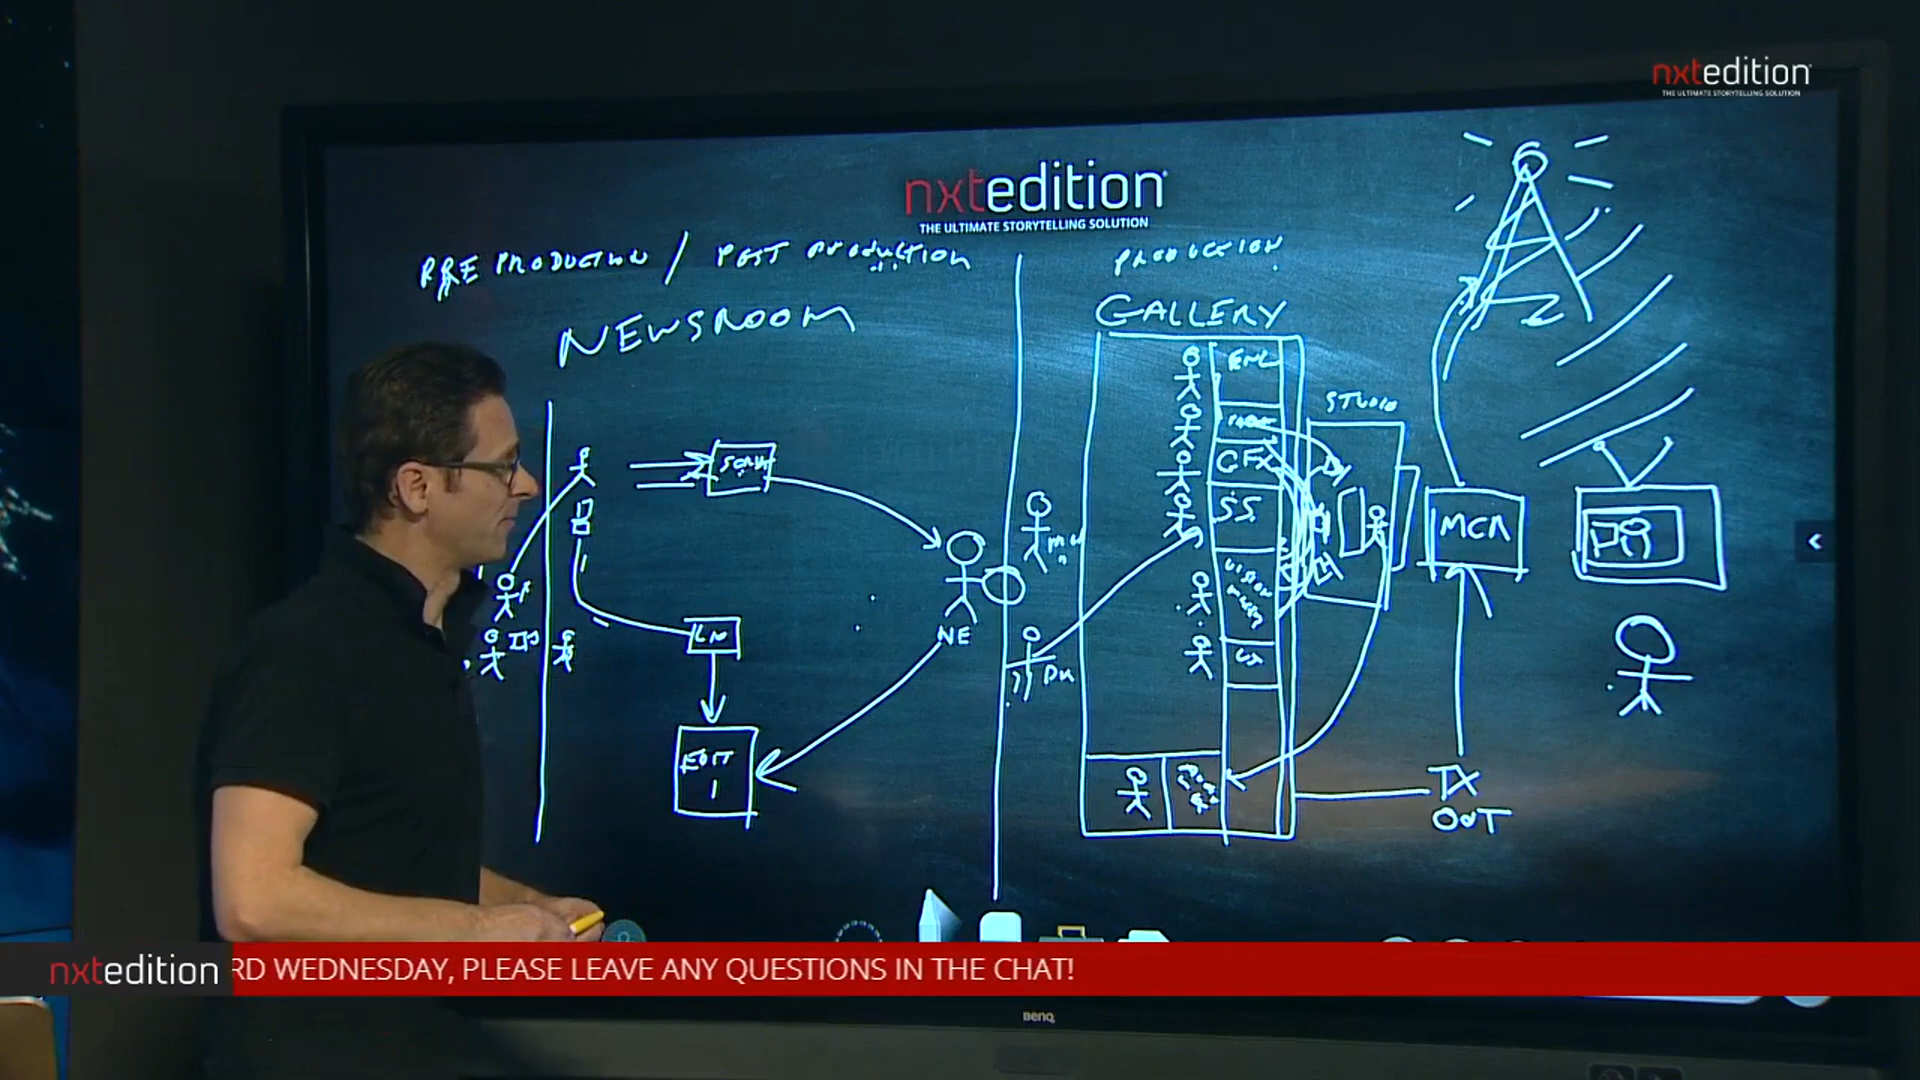 nxtedition
THE ULTIMATE STORYTELLING SOLUTION
nxtedition
THE ULTIMATE STORYTELLING SOLUTION
PRE PRODUCTION / POST PRODUCTION
PRODUCTION
NEWSROOM
GALLERY
STUDIO
GFX
SS.
MCR
NE
EDIT
1
TX
OUT
nxtedition
RD WEDNESDAY, PLEASE LEAVE ANY QUESTIONS IN THE CHAT!
BenQ